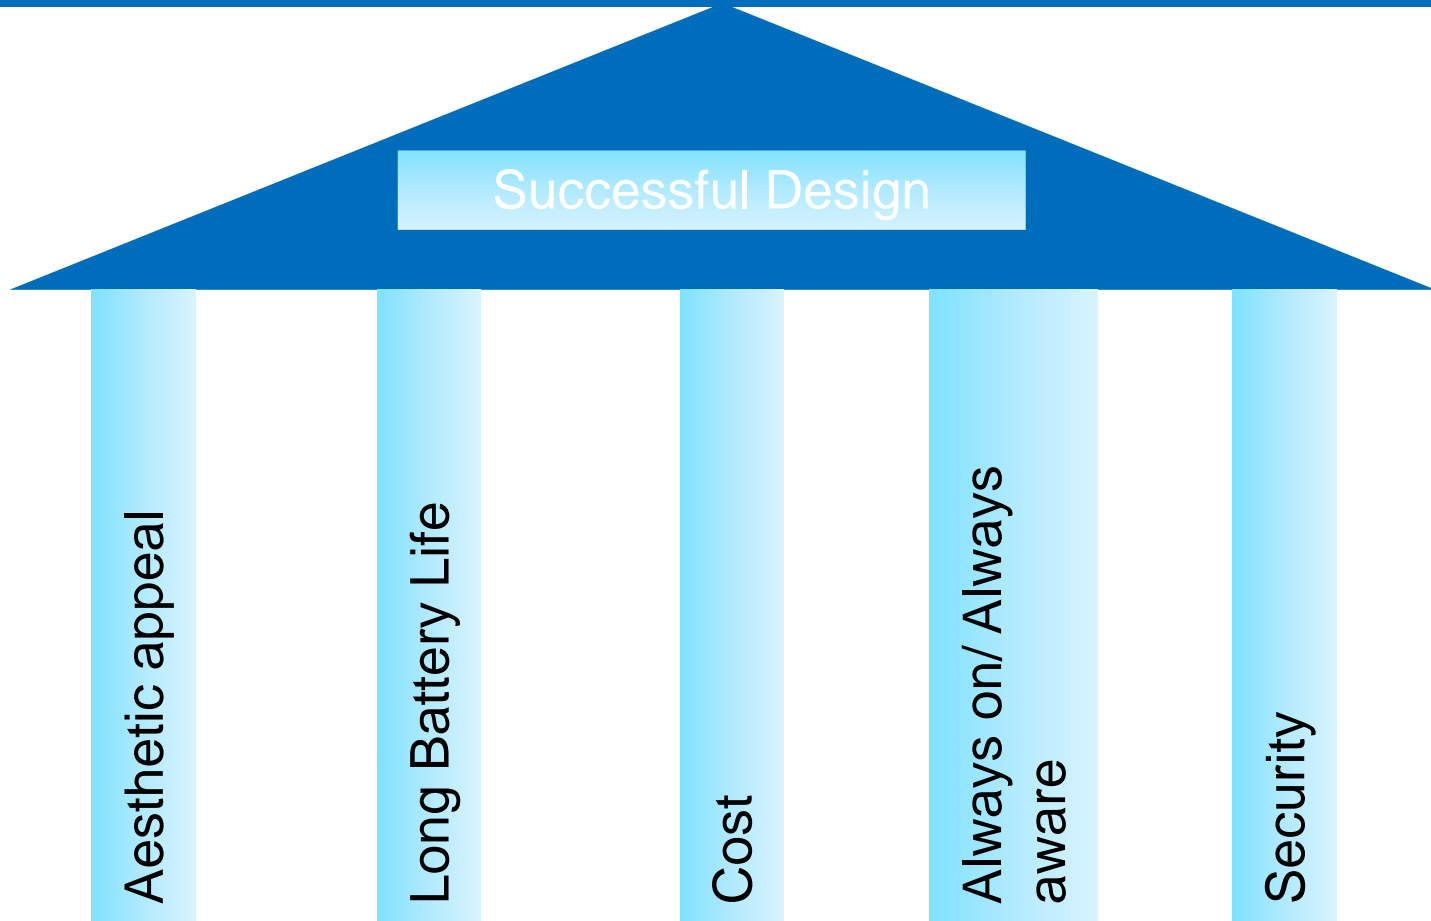 Successful Design
Aesthetic appeal
Long Battery Life
Cost
Always on/ Always
aware
Security